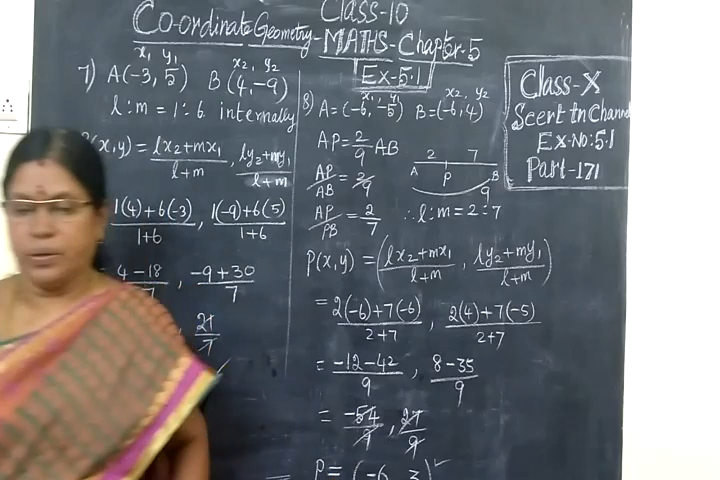 Class-10
Co-ordinate Geometry-MATHS-Chapter-5
Ex-5.1
x₁ y₁ x₂, y₂
7) A(-3, 5) B(4, -9)
l:m = 1:6 internally
(x,y) = lx₂+mx₁/l+m, ly₂+my₁/l+m
1(4)+6(-3)/1+6, 1(-9)+6(5)/1+6
4-18/7, -9+30/7
, 21/7
x₁, y₁ x₂, y₂
8) A=(-6, -5) B=(-6, 4)
AP=2/9 AB
AP/AB = 2/9
AP/PB = 2/7 ∴ l:m = 2:7
2 7
A P B
9
P(x,y) = (lx₂+mx₁/l+m, ly₂+my₁/l+m)
= 2(-6)+7(-6)/2+7, 2(4)+7(-5)/2+7
= -12-42/9, 8-35/9
= -54/9, 27/9
P = (-6, 3)
Class-X
Scert tn Channel
Ex-No:5.1
Part-171